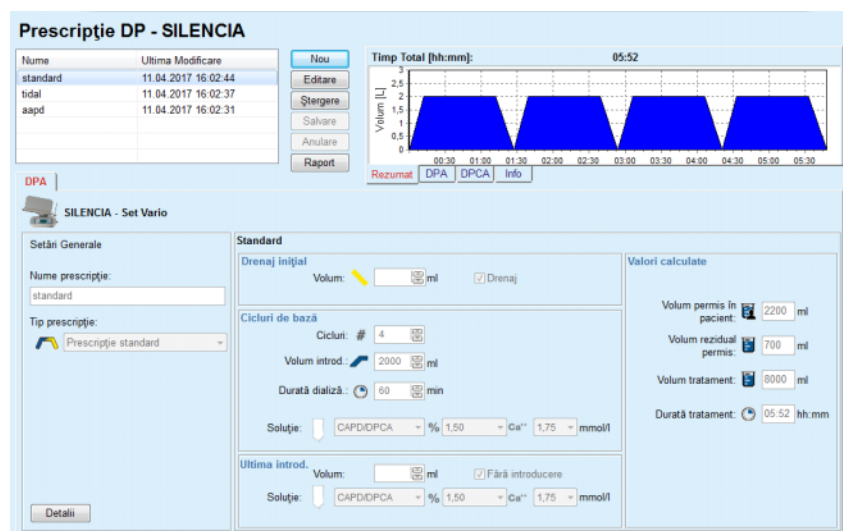 Prescripţie DP - SILENCIA
Nume Ultima Modificare
standard 11.04.2017 16:02:44
tidal 11.04.2017 16:02:37
aapd 11.04.2017 16:02:31
Nou
Editare
Ştergere
Salvare
Anulare
Raport
Timp Total [hh:mm]: 05:52
Volum [L]
3
2,5
2
1,5
1
0,5
0
00:30 01:00 01:30 02:00 02:30 03:00 03:30 04:00 04:30 05:00 05:30
Rezumat DPA DPCA Info
DPA
SILENCIA - Set Vario
Setări Generale
Nume prescripţie:
standard
Tip prescripţie:
Prescripţie standard
Detalii
Standard
Drenaj iniţial
Volum: ml Drenaj
Cicluri de bază
Cicluri: # 4
Volum introd.: 2000 ml
Durată dializă.: 60 min
Soluţie: CAPD/DPCA % 1,50 Ca⁺⁺ 1,75 mmol/l
Ultima introd.
Volum: ml Fără introducere
Soluţie: CAPD/DPCA % 1,50 Ca⁺⁺ 1,75 mmol/l
Valori calculate
Volum permis în
pacient: 2200 ml
Volum rezidual
permis: 700 ml
Volum tratament: 8000 ml
Durată tratament: 05:52 hh:mm